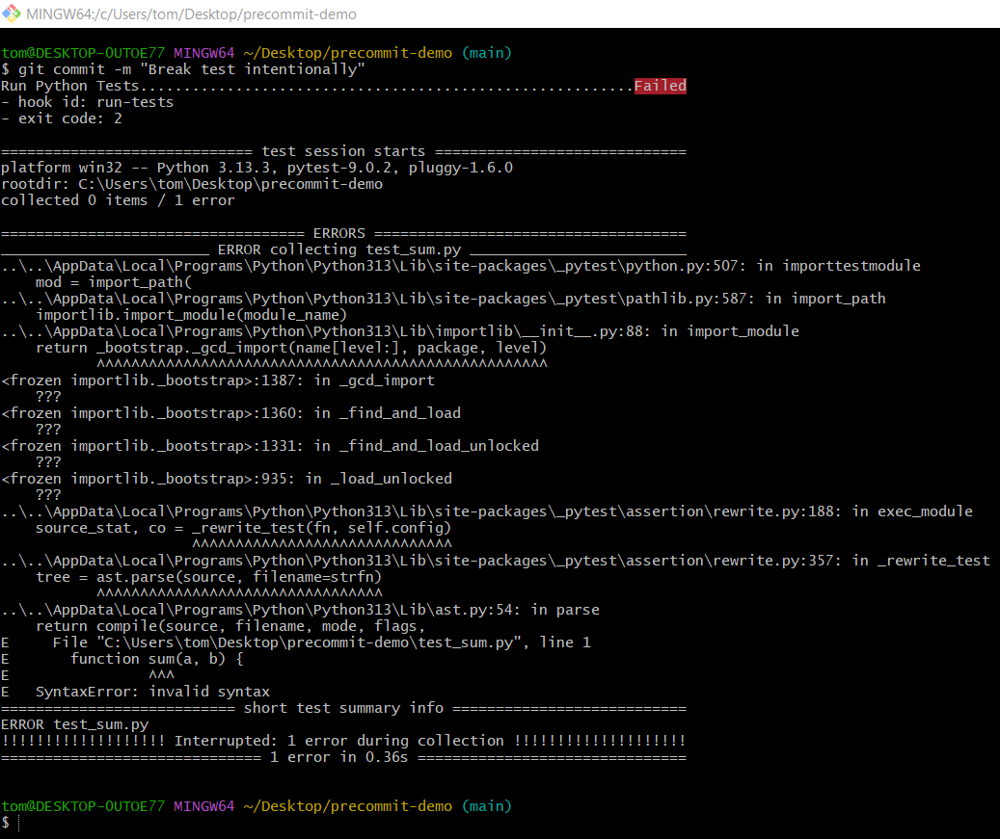 MINGW64:/c/Users/tom/Desktop/precommit-demo
tom@DESKTOP-OUTOE77 MINGW64 ~/Desktop/precommit-demo (main)
$ git commit -m "Break test intentionally"
Run Python Tests.........................................................Failed
- hook id: run-tests
- exit code: 2
============================= test session starts =============================
platform win32 -- Python 3.13.3, pytest-9.0.2, pluggy-1.6.0
rootdir: C:\Users\tom\Desktop\precommit-demo
collected 0 items / 1 error
=================================== ERRORS ====================================
________________________ ERROR collecting test_sum.py _________________________
..\..\AppData\Local\Programs\Python\Python313\Lib\site-packages\_pytest\python.py:507: in importtestmodule
    mod = import_path(
..\..\AppData\Local\Programs\Python\Python313\Lib\site-packages\_pytest\pathlib.py:587: in import_path
    importlib.import_module(module_name)
..\..\AppData\Local\Programs\Python\Python313\Lib\importlib\__init__.py:88: in import_module
    return _bootstrap._gcd_import(name[level:], package, level)
           ^^^^^^^^^^^^^^^^^^^^^^^^^^^^^^^^^^^^^^^^^^^^^^^^^^^^
<frozen importlib._bootstrap>:1387: in _gcd_import
    ???
<frozen importlib._bootstrap>:1360: in _find_and_load
    ???
<frozen importlib._bootstrap>:1331: in _find_and_load_unlocked
    ???
<frozen importlib._bootstrap>:935: in _load_unlocked
    ???
..\..\AppData\Local\Programs\Python\Python313\Lib\site-packages\_pytest\assertion\rewrite.py:188: in exec_module
    source_stat, co = _rewrite_test(fn, self.config)
                      ^^^^^^^^^^^^^^^^^^^^^^^^^^^^^^
..\..\AppData\Local\Programs\Python\Python313\Lib\site-packages\_pytest\assertion\rewrite.py:357: in _rewrite_test
    tree = ast.parse(source, filename=strfn)
           ^^^^^^^^^^^^^^^^^^^^^^^^^^^^^^^^^
..\..\AppData\Local\Programs\Python\Python313\Lib\ast.py:54: in parse
    return compile(source, filename, mode, flags,
E     File "C:\Users\tom\Desktop\precommit-demo\test_sum.py", line 1
E       function sum(a, b) {
E                ^^^
E   SyntaxError: invalid syntax
=========================== short test summary info ===========================
ERROR test_sum.py
!!!!!!!!!!!!!!!!!!! Interrupted: 1 error during collection !!!!!!!!!!!!!!!!!!!!
============================== 1 error in 0.36s ===============================
tom@DESKTOP-OUTOE77 MINGW64 ~/Desktop/precommit-demo (main)
$